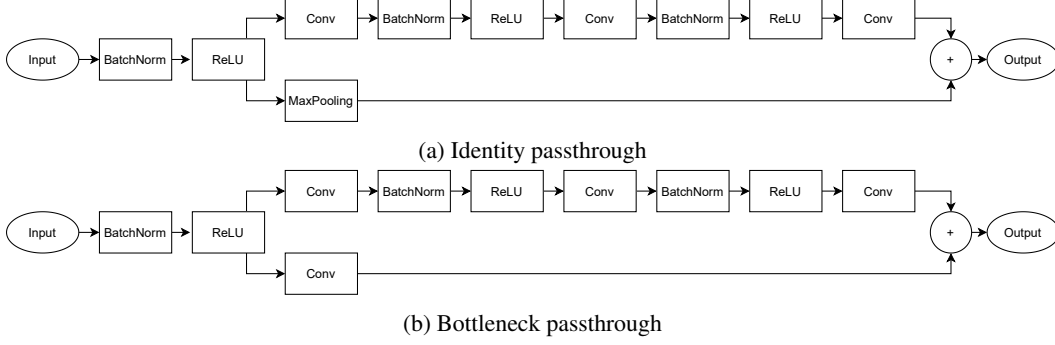 Conv BatchNorm ReLU Conv BatchNorm ReLU Conv
Input BatchNorm ReLU + Output
MaxPooling
(a) Identity passthrough
Conv BatchNorm ReLU Conv BatchNorm ReLU Conv
Input BatchNorm ReLU + Output
Conv
(b) Bottleneck passthrough